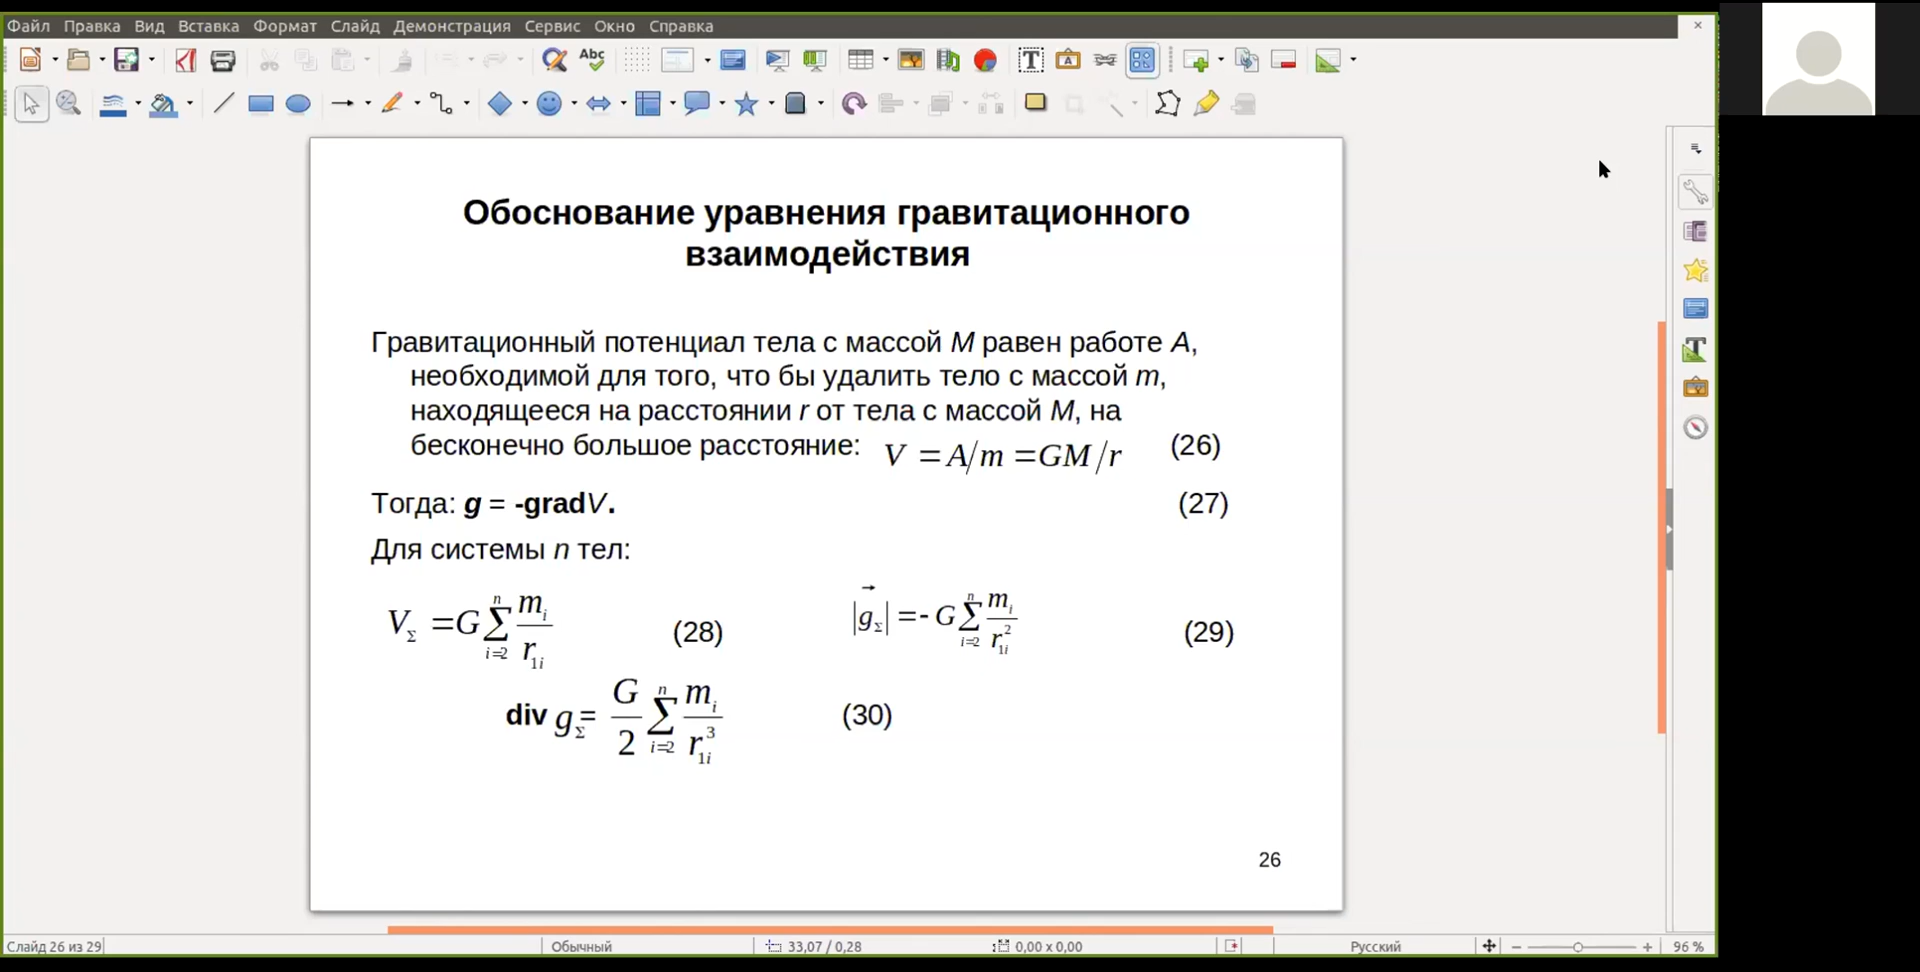 Файл Правка Вид Вставка Формат Слайд Демонстрация Сервис Окно Справка
Abc
Обоснование уравнения гравитационного
взаимодействия
Гравитационный потенциал тела с массой M равен работе A,
необходимой для того, что бы удалить тело с массой m,
находящееся на расстоянии r от тела с массой M, на
бесконечно большое расстояние: V = A/m = GM/r (26)
Тогда: g = -gradV. (27)
Для системы n тел:
V_Σ = G ∑_{i=2}^{n} m_i / r_{1i} (28) |g_Σ| = - G ∑_{i=2}^{n} m_i / r_{1i}^2 (29)
div g_Σ = G/2 ∑_{i=2}^{n} m_i / r_{1i}^3 (30)
26
Слайд 26 из 29 Обычный 33,07 / 0,28 0,00 x 0,00 Русский 96 %